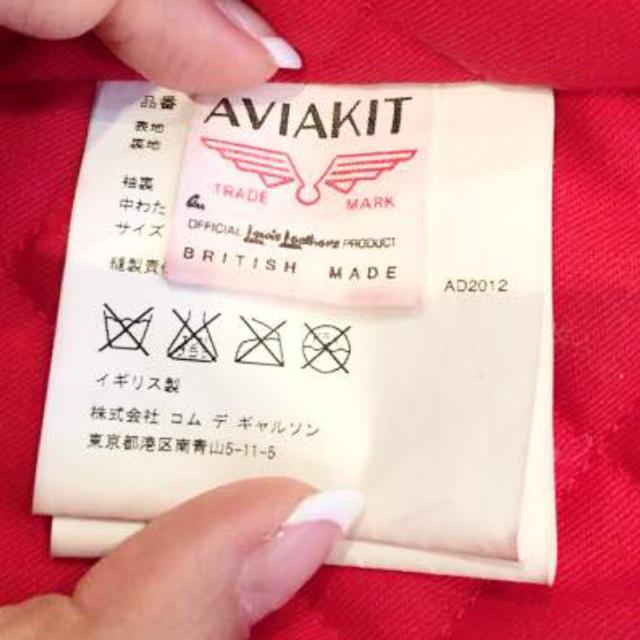 品番
表地
裏地
袖裏
中わた
サイズ
縫製責
AVIAKIT
TRADE MARK
An
OFFICIAL Lewis Leathers PRODUCT
BRITISH MADE
AD2012
イギリス製
株式会社 コム デ ギャルソン
東京都港区南青山5-11-5